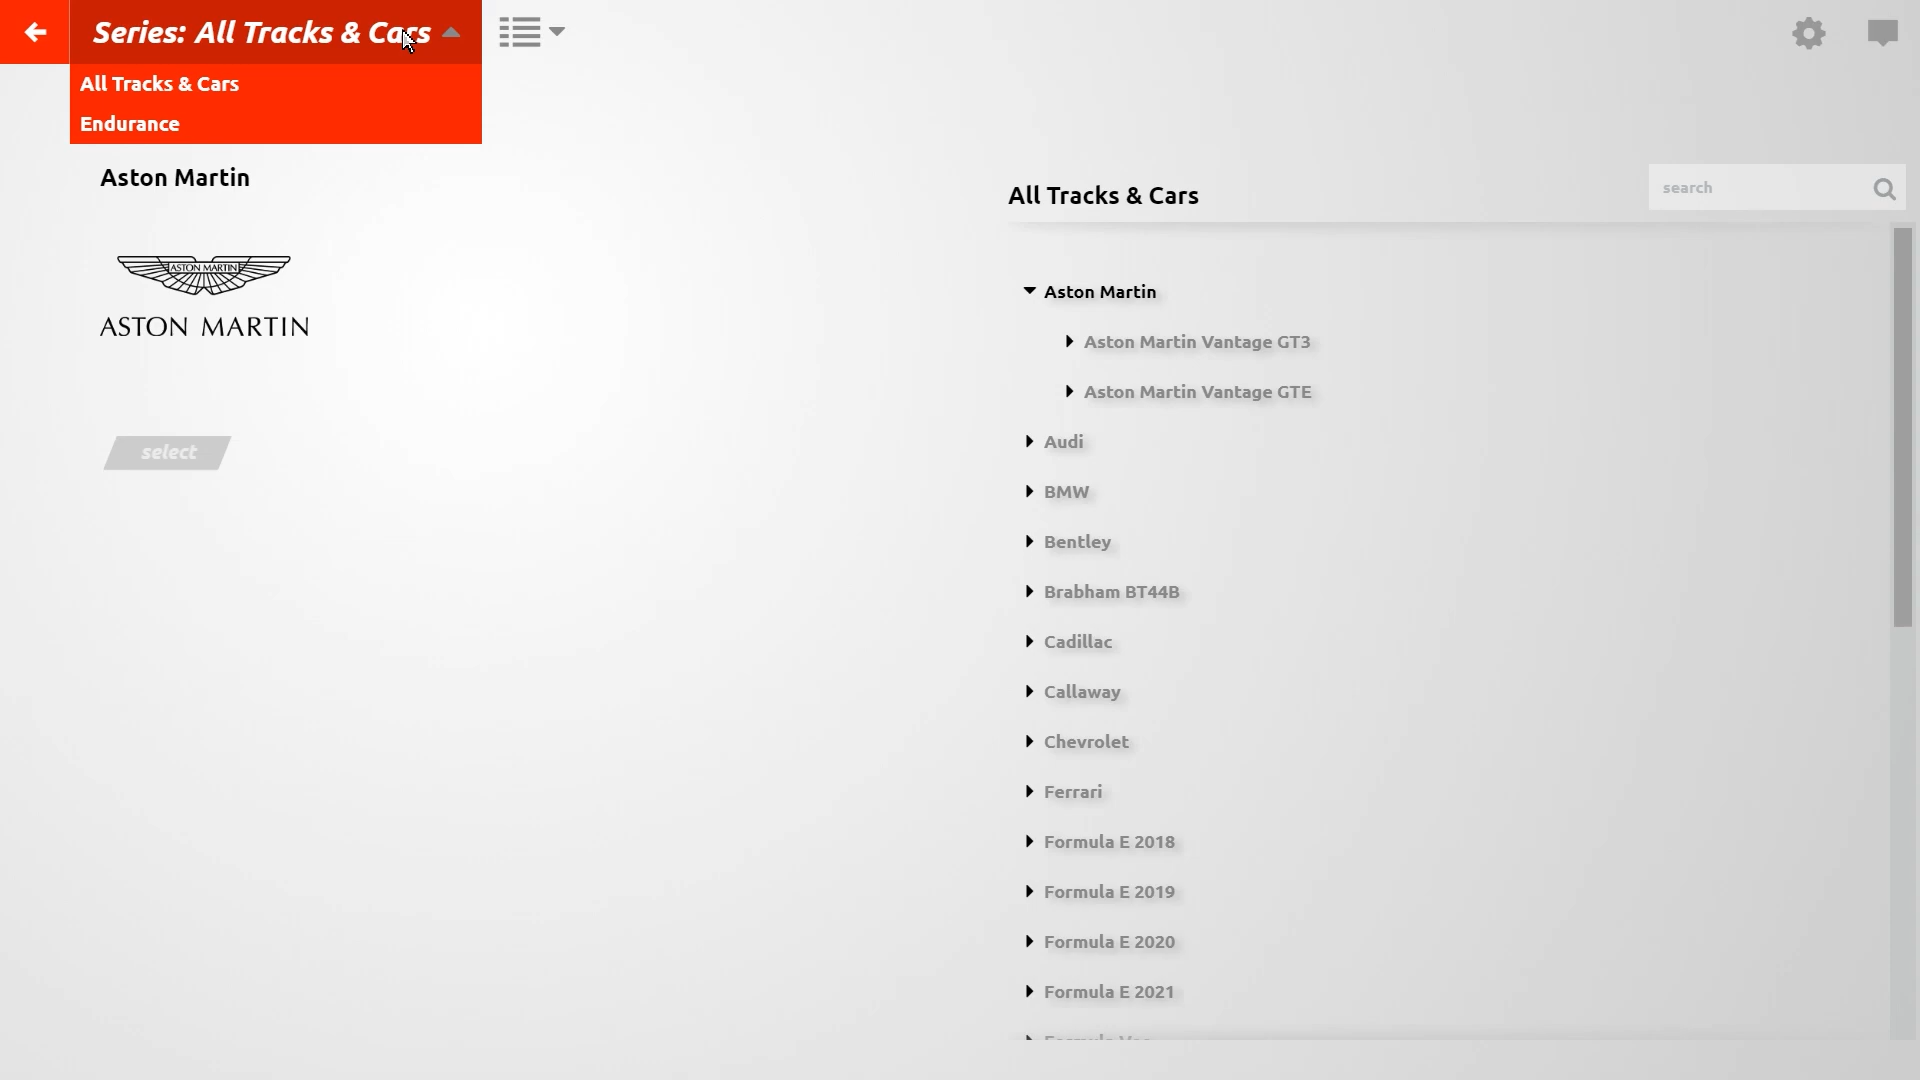 Series: All Tracks & Cars
All Tracks & Cars
Endurance
Aston Martin
ASTON MARTIN
ASTON MARTIN
select
All Tracks & Cars
search
Aston Martin
Aston Martin Vantage GT3
Aston Martin Vantage GTE
Audi
BMW
Bentley
Brabham BT44B
Cadillac
Callaway
Chevrolet
Ferrari
Formula E 2018
Formula E 2019
Formula E 2020
Formula E 2021